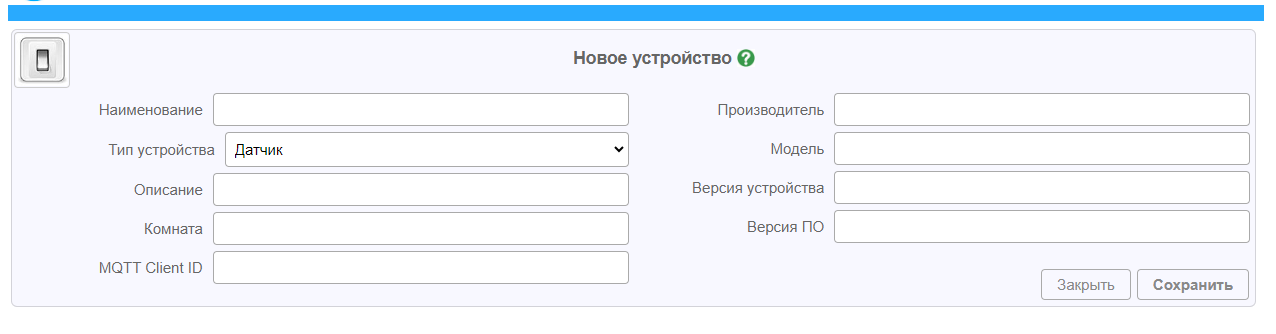 Новое устройство
Наименование
Тип устройства Датчик
Описание
Комната
MQTT Client ID
Производитель
Модель
Версия устройства
Версия ПО
Закрыть Сохранить